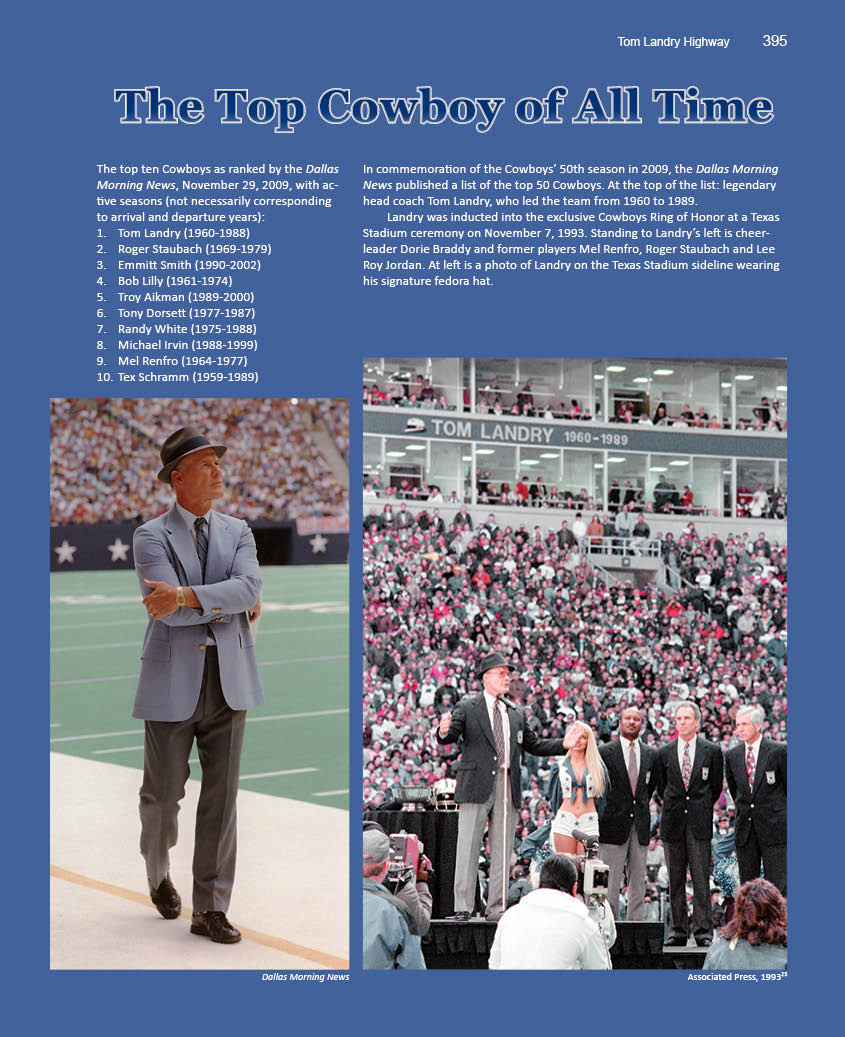 Tom Landry Highway 395
The Top Cowboy of All Time
The top ten Cowboys as ranked by the Dallas
Morning News, November 29, 2009, with ac-
tive seasons (not necessarily corresponding
to arrival and departure years):
1. Tom Landry (1960-1988)
2. Roger Staubach (1969-1979)
3. Emmitt Smith (1990-2002)
4. Bob Lilly (1961-1974)
5. Troy Aikman (1989-2000)
6. Tony Dorsett (1977-1987)
7. Randy White (1975-1988)
8. Michael Irvin (1988-1999)
9. Mel Renfro (1964-1977)
10. Tex Schramm (1959-1989)
In commemoration of the Cowboys’ 50th season in 2009, the Dallas Morning
News published a list of the top 50 Cowboys. At the top of the list: legendary
head coach Tom Landry, who led the team from 1960 to 1989.
Landry was inducted into the exclusive Cowboys Ring of Honor at a Texas
Stadium ceremony on November 7, 1993. Standing to Landry’s left is cheer-
leader Dorie Braddy and former players Mel Renfro, Roger Staubach and Lee
Roy Jordan. At left is a photo of Landry on the Texas Stadium sideline wearing
his signature fedora hat.
TOM LANDRY 1960-1989
Dallas Morning News
Associated Press, 1993²⁵